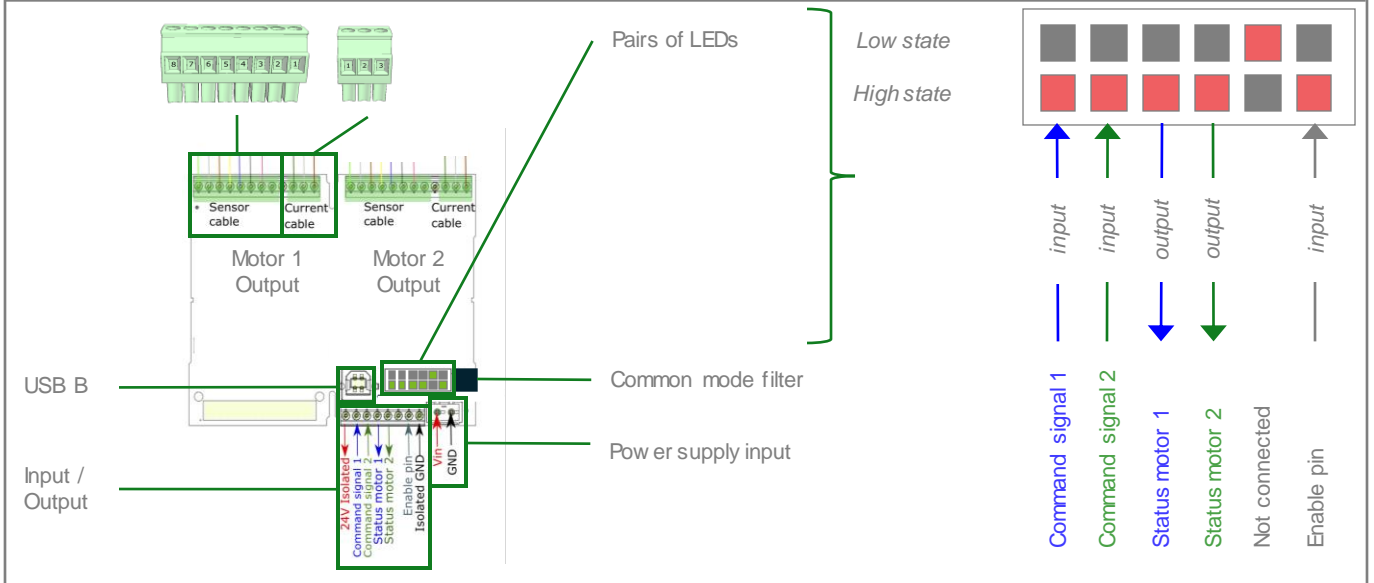 8 7 6 5 4 3 2 1
1 2 3
Pairs of LEDs
Low state
High state
Sensor
cable
Current
cable
Sensor
cable
Current
cable
Motor 1
Output
Motor 2
Output
input
input
output
output
input
USB B
Common mode filter
Power supply input
Input /
Output
24V Isolated
Command signal 1
Command signal 2
Status motor 1
Status motor 2
Enable pin
Isolated GND
Vin
GND
Command signal 1
Command signal 2
Status motor 1
Status motor 2
Not connected
Enable pin